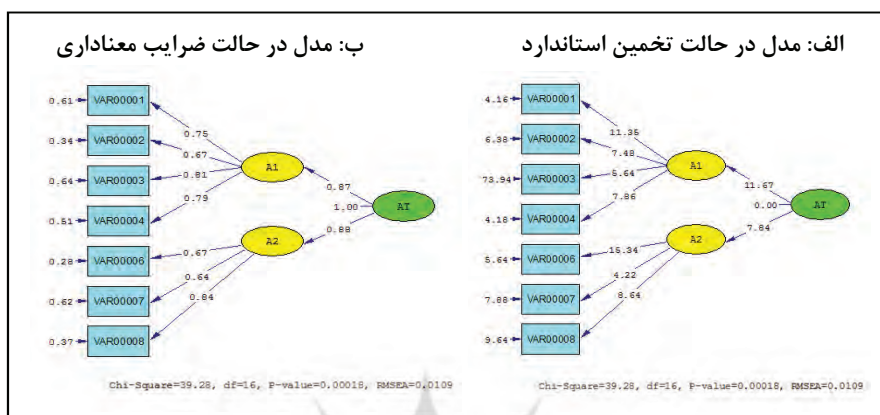 الف: مدل در حالت تخمین استاندارد
4.16 VAR00001
6.38 VAR00002
73.94 VAR00003
4.18 VAR00004
5.64 VAR00006
7.88 VAR00007
9.64 VAR00008
11.35
7.48
5.64
7.86
15.34
4.22
8.64
A1
A2
11.67
0.00
7.84
AT
Chi-Square=39.28, df=16, P-value=0.00018, RMSEA=0.0109
ب: مدل در حالت ضرایب معناداری
0.61 VAR00001
0.34 VAR00002
0.64 VAR00003
0.51 VAR00004
0.28 VAR00006
0.62 VAR00007
0.37 VAR00008
0.75
0.67
0.81
0.79
0.67
0.64
0.84
A1
A2
0.87
1.00
0.88
AT
Chi-Square=39.28, df=16, P-value=0.00018, RMSEA=0.0109